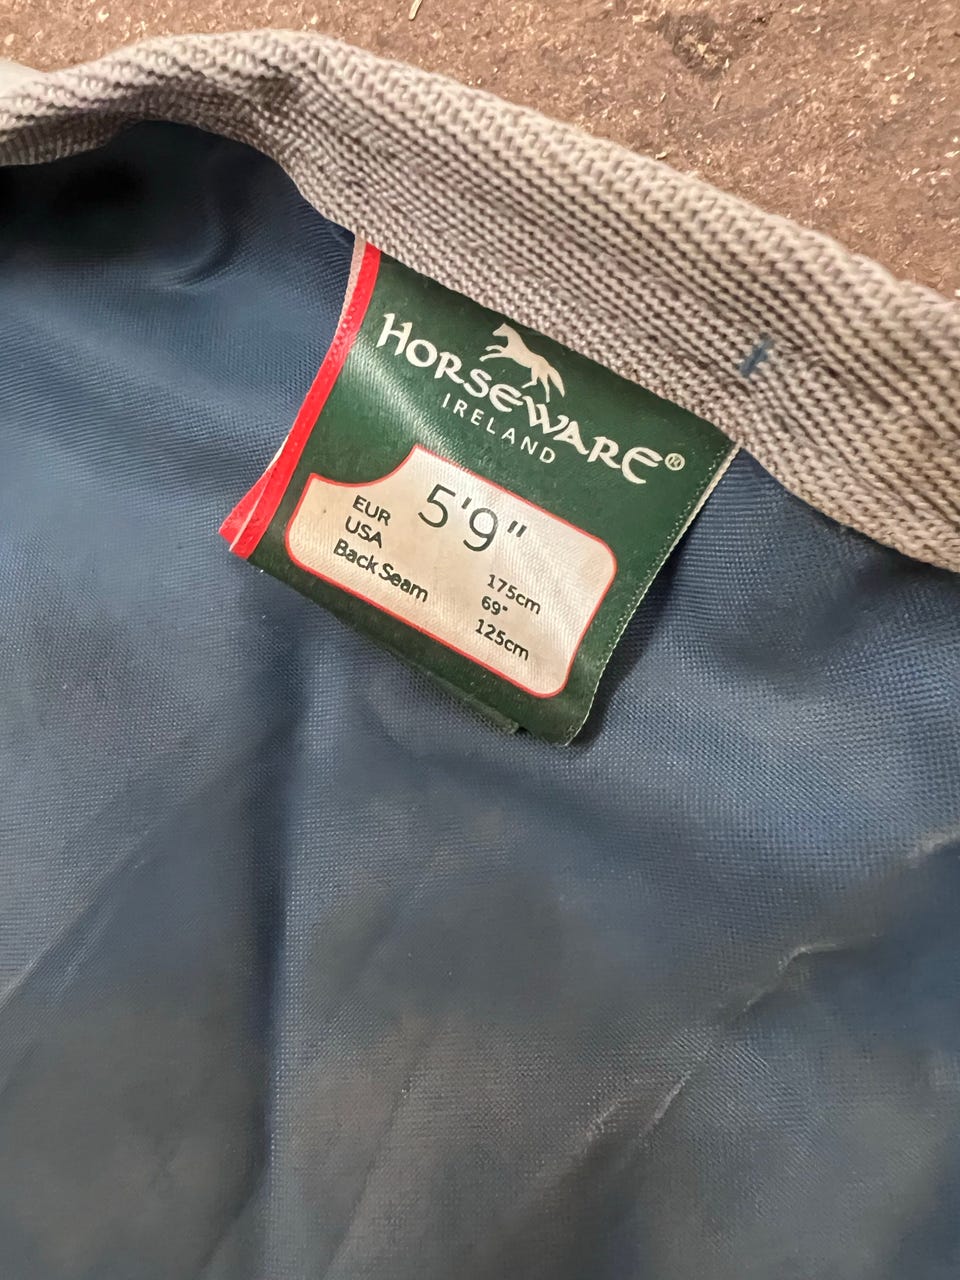 HORSEWARE®
IRELAND
5'9"
EUR 175cm
USA 69"
Back Seam 125cm